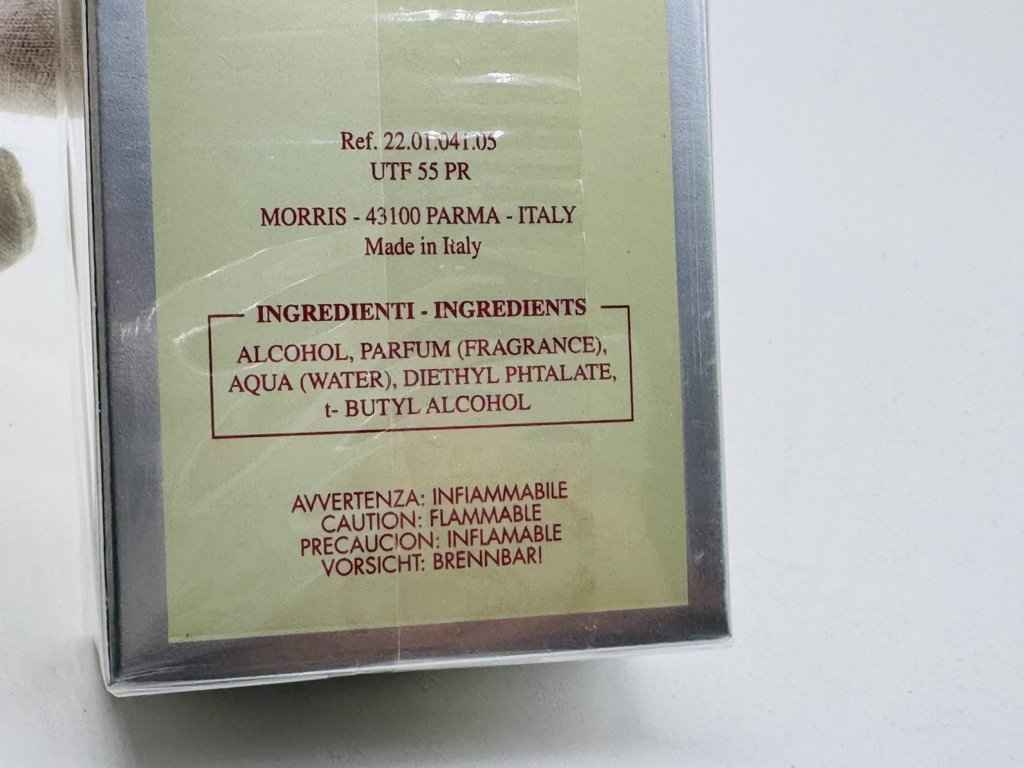 Ref. 22.01.041.05
UTF 55 PR
MORRIS - 43100 PARMA - ITALY
Made in Italy
INGREDIENTI - INGREDIENTS
ALCOHOL, PARFUM (FRAGRANCE),
AQUA (WATER), DIETHYL PHTALATE,
t- BUTYL ALCOHOL
AVVERTENZA: INFIAMMABILE
CAUTION: FLAMMABLE
PRECAUCION: INFLAMABLE
VORSICHT: BRENNBAR!